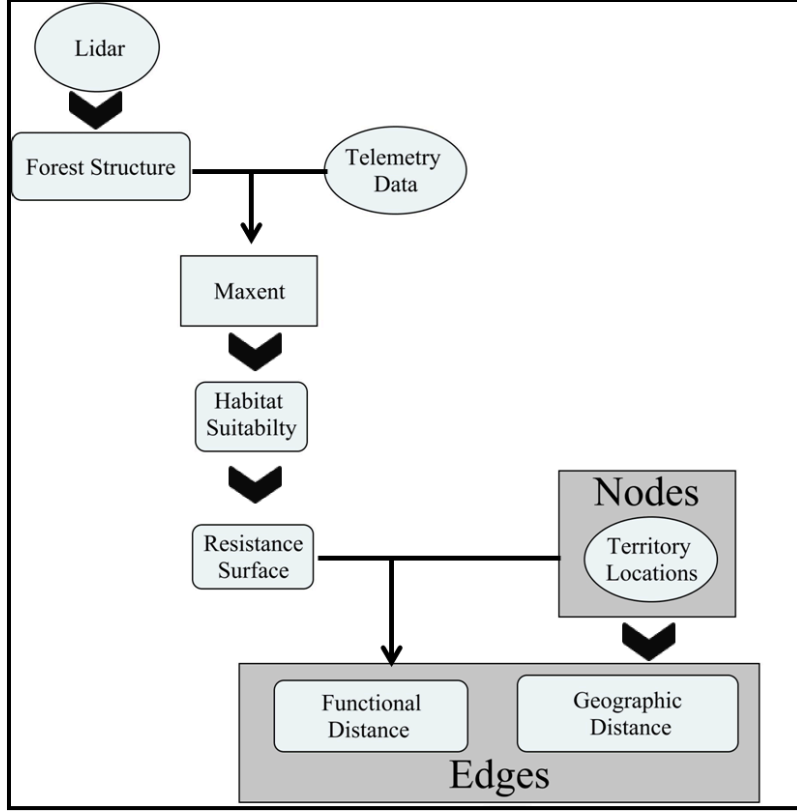 Lidar
Forest Structure
Telemetry
Data
Maxent
Habitat
Suitabilty
Nodes
Resistance
Surface
Territory
Locations
Functional
Distance
Geographic
Distance
Edges